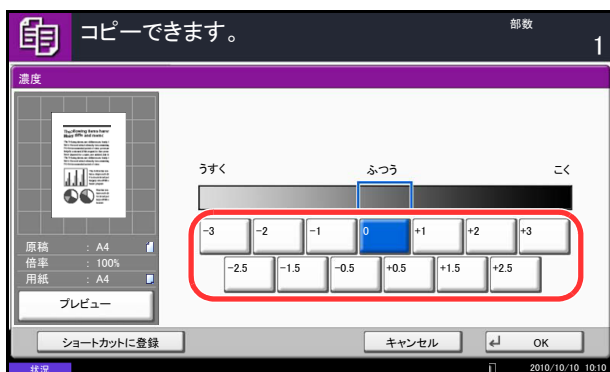 コピーできます。
部数
1
濃度
うすく ふつう こく
-3 -2 -1 0 +1 +2 +3
-2.5 -1.5 -0.5 +0.5 +1.5 +2.5
原稿 : A4
倍率 : 100%
用紙 : A4
プレビュー
ショートカットに登録 キャンセル OK
状況 2010/10/10 10:10